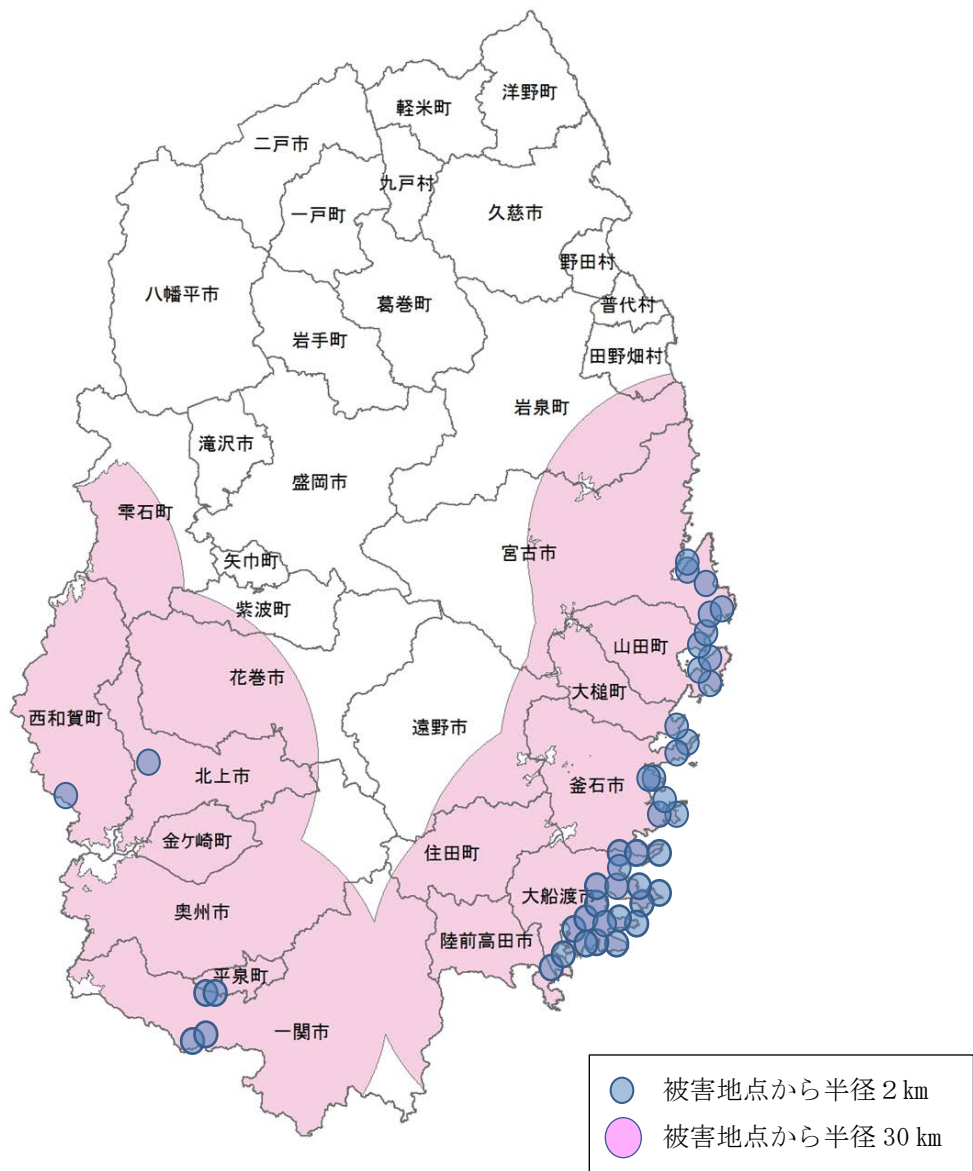 洋野町
軽米町
二戸市
九戸村
一戸町
久慈市
野田村
八幡平市
普代村
葛巻町
岩手町
田野畑村
岩泉町
滝沢市
盛岡市
雫石町
宮古市
矢巾町
紫波町
山田町
花巻市
大槌町
西和賀町
遠野市
北上市
釜石市
金ケ崎町
住田町
大船渡市
奥州市
陸前高田市
平泉町
一関市
被害地点から半径２㎞
被害地点から半径 30 ㎞